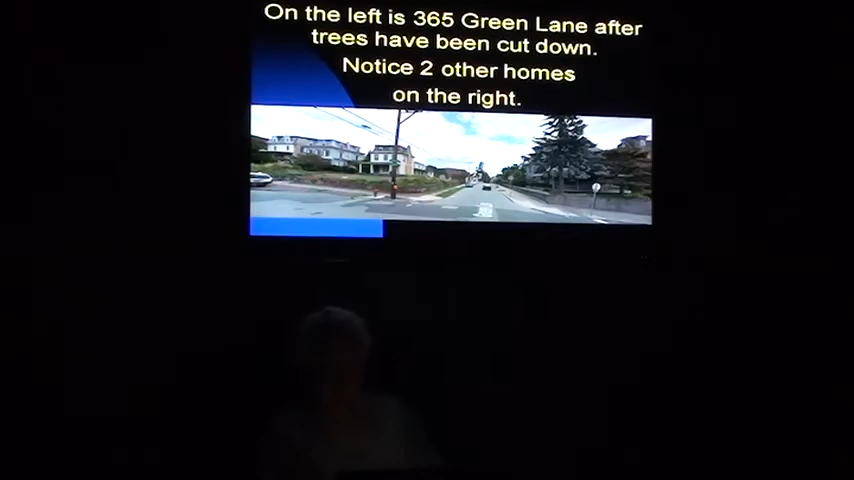 On the left is 365 Green Lane after
trees have been cut down.
Notice 2 other homes
on the right.